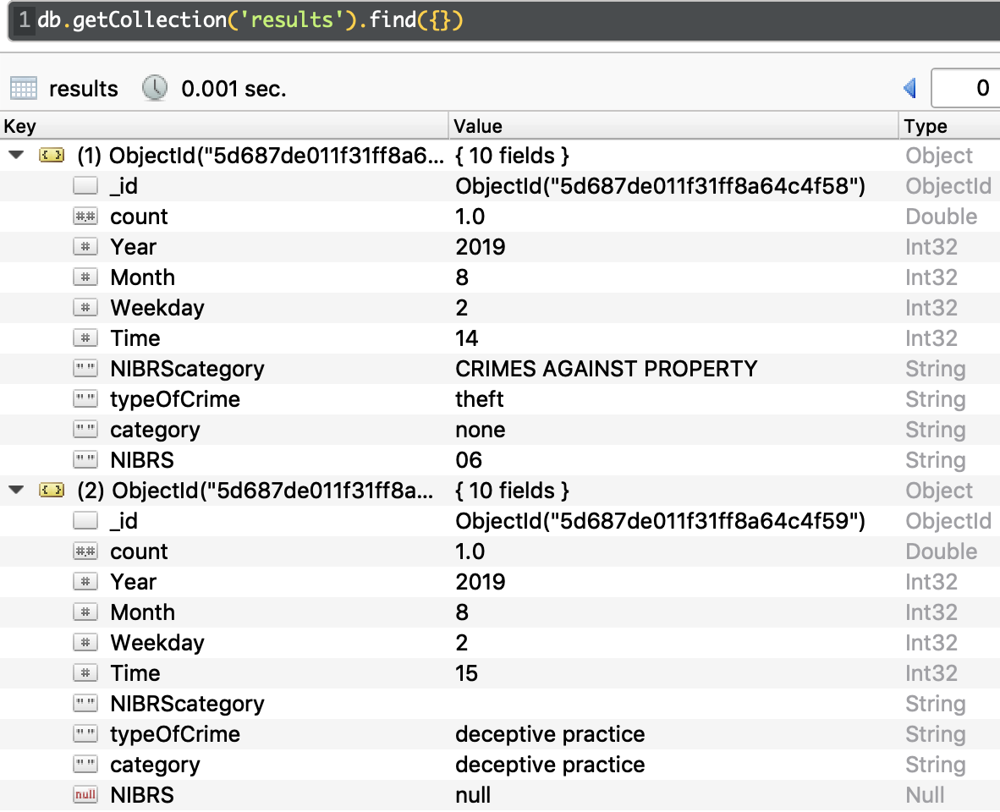 1 db.getCollection('results').find({})
results 0.001 sec. 0
Key Value Type
(1) ObjectId("5d687de011f31ff8a6... { 10 fields } Object
_id ObjectId("5d687de011f31ff8a64c4f58") ObjectId
#.# count 1.0 Double
# Year 2019 Int32
# Month 8 Int32
# Weekday 2 Int32
# Time 14 Int32
" " NIBRScategory CRIMES AGAINST PROPERTY String
" " typeOfCrime theft String
" " category none String
" " NIBRS 06 String
(2) ObjectId("5d687de011f31ff8a... { 10 fields } Object
_id ObjectId("5d687de011f31ff8a64c4f59") ObjectId
#.# count 1.0 Double
# Year 2019 Int32
# Month 8 Int32
# Weekday 2 Int32
# Time 15 Int32
" " NIBRScategory String
" " typeOfCrime deceptive practice String
" " category deceptive practice String
null NIBRS null Null